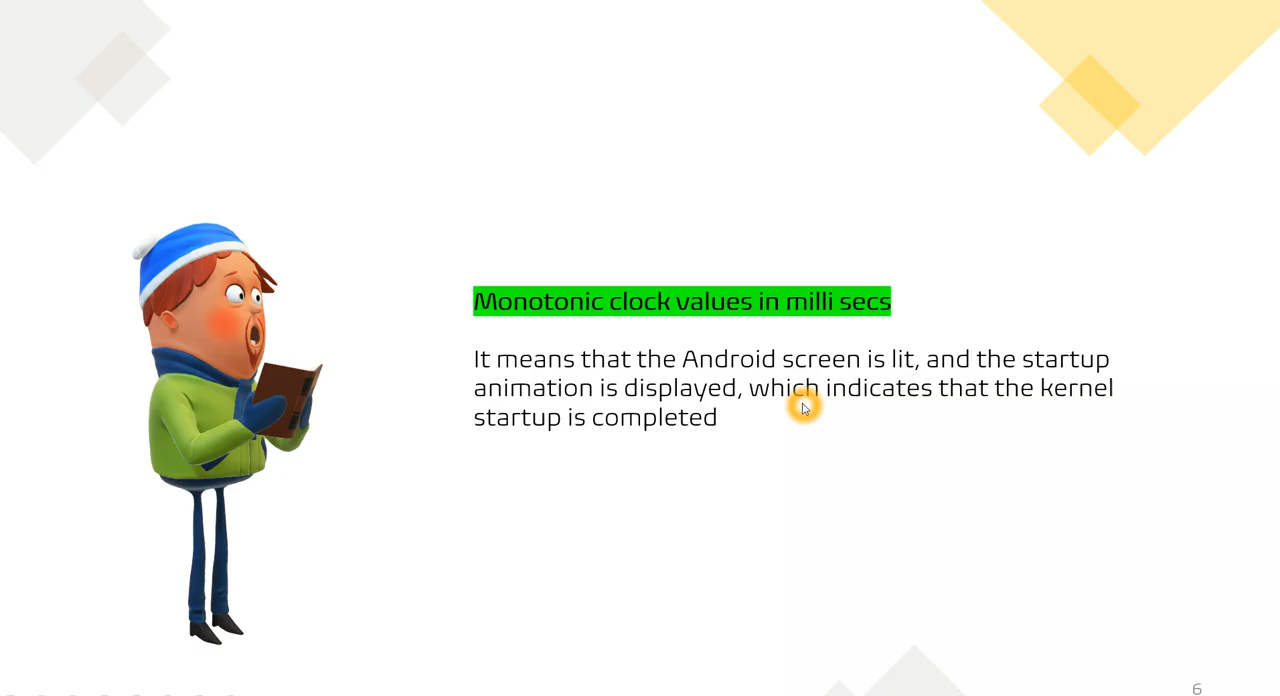 Monotonic clock values in milli secs
It means that the Android screen is lit, and the startup
animation is displayed, which indicates that the kernel
startup is completed
6